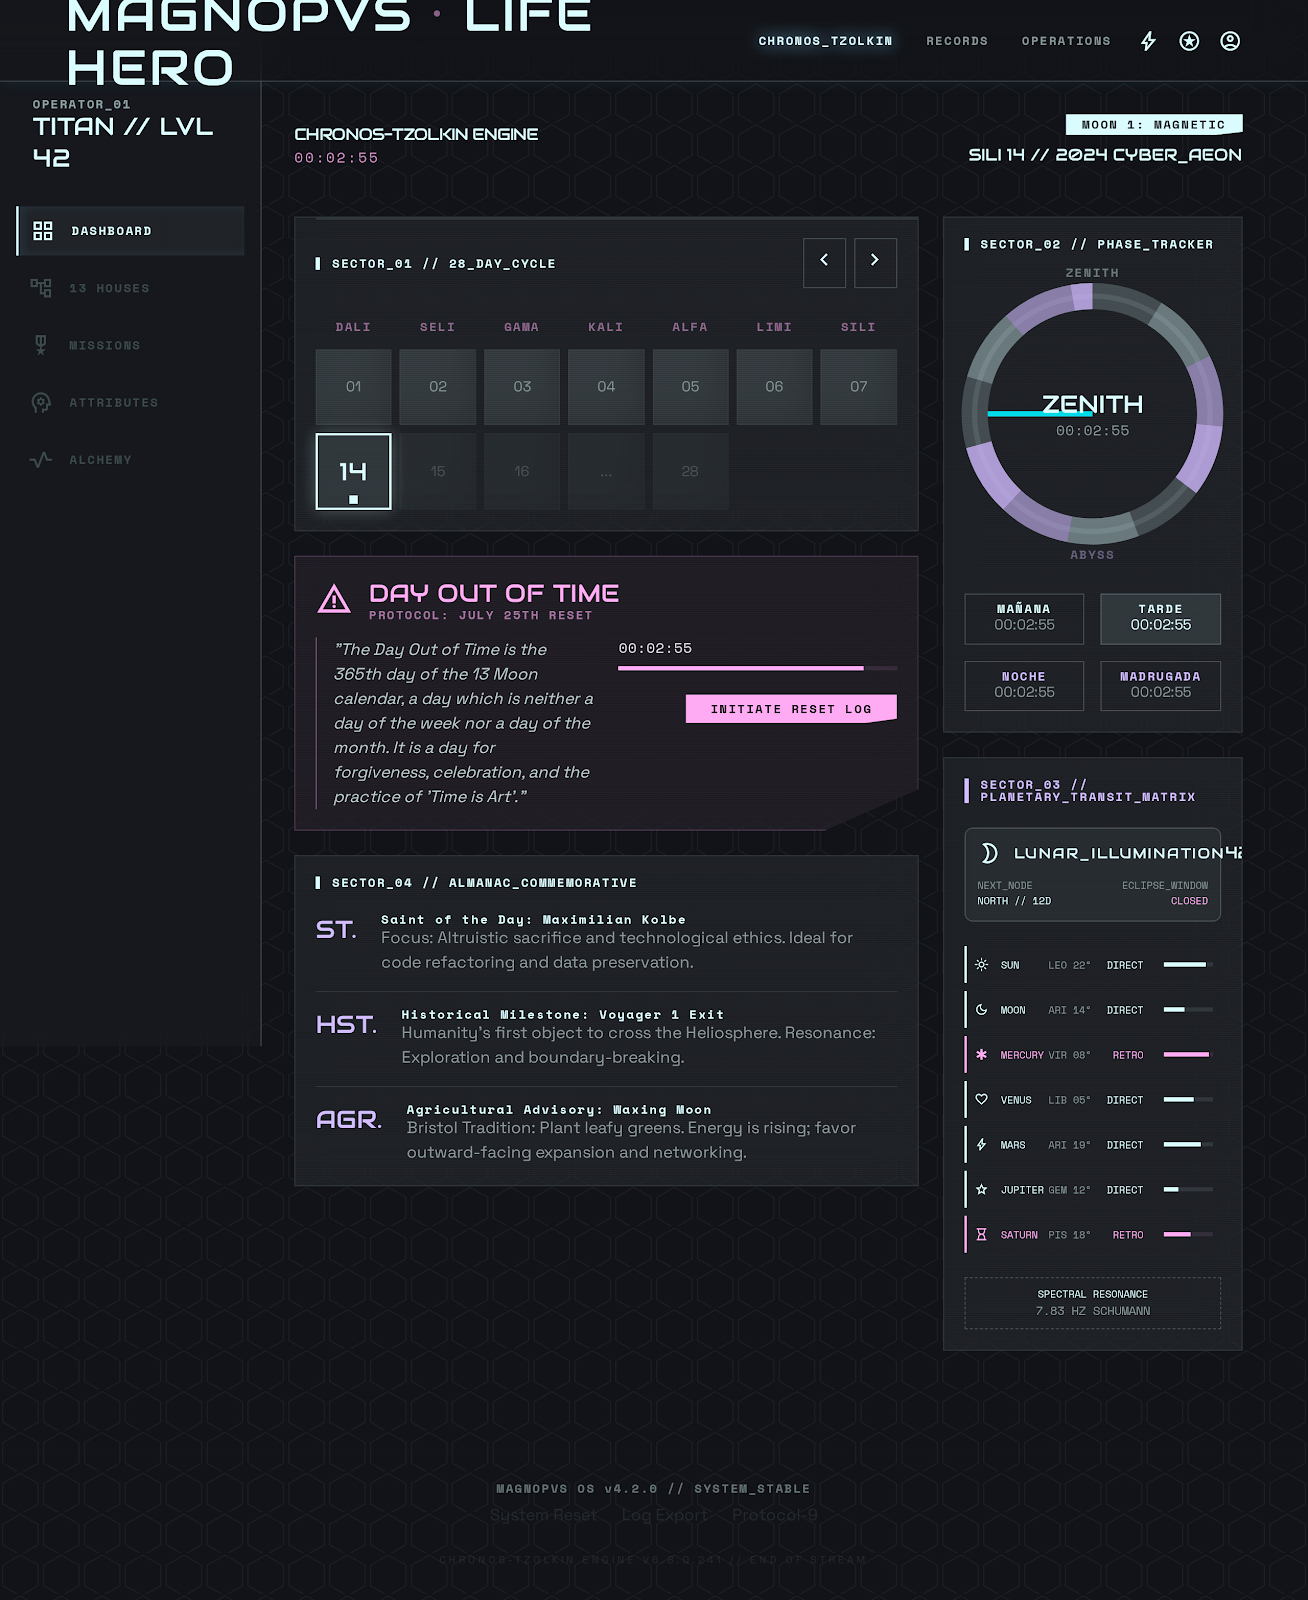 MAGNOPVS · LIFE
HERO
CHRONOS_TZOLKIN
RECORDS
OPERATIONS
OPERATOR_01
TITAN // LVL
42
DASHBOARD
13 HOUSES
MISSIONS
ATTRIBUTES
ALCHEMY
CHRONOS-TZOLKIN ENGINE
00:02:55
MOON 1: MAGNETIC
SILI 14 // 2024 CYBER_AEON
SECTOR_01 // 28_DAY_CYCLE
DALI SELI GAMA KALI ALFA LIMI SILI
01 02 03 04 05 06 07
14 15 16 ... 28
DAY OUT OF TIME
PROTOCOL: JULY 25TH RESET
"The Day Out of Time is the
365th day of the 13 Moon
calendar, a day which is neither a
day of the week nor a day of the
month. It is a day for
forgiveness, celebration, and the
practice of 'Time is Art'."
00:02:55
INITIATE RESET LOG
SECTOR_04 // ALMANAC_COMMEMORATIVE
ST.
Saint of the Day: Maximilian Kolbe
Focus: Altruistic sacrifice and technological ethics. Ideal for
code refactoring and data preservation.
HST.
Historical Milestone: Voyager 1 Exit
Humanity's first object to cross the Heliosphere. Resonance:
Exploration and boundary-breaking.
AGR.
Agricultural Advisory: Waxing Moon
Bristol Tradition: Plant leafy greens. Energy is rising; favor
outward-facing expansion and networking.
SECTOR_02 // PHASE_TRACKER
ZENITH
ZENITH
00:02:55
ABYSS
MAÑANA
00:02:55
TARDE
00:02:55
NOCHE
00:02:55
MADRUGADA
00:02:55
SECTOR_03 //
PLANETARY_TRANSIT_MATRIX
LUNAR_ILLUMINATION 42
NEXT_NODE ECLIPSE_WINDOW
NORTH // 12D CLOSED
SUN LEO 22° DIRECT
MOON ARI 14° DIRECT
MERCURY VIR 08° RETRO
VENUS LIB 05° DIRECT
MARS ARI 19° DIRECT
JUPITER GEM 12° DIRECT
SATURN PIS 18° RETRO
SPECTRAL RESONANCE
7.83 HZ SCHUMANN
MAGNOPVS OS v4.2.0 // SYSTEM_STABLE
System Reset Log Export Protocol-9
CHRONOS-TZOLKIN ENGINE V6.8.0.241 // END OF STREAM